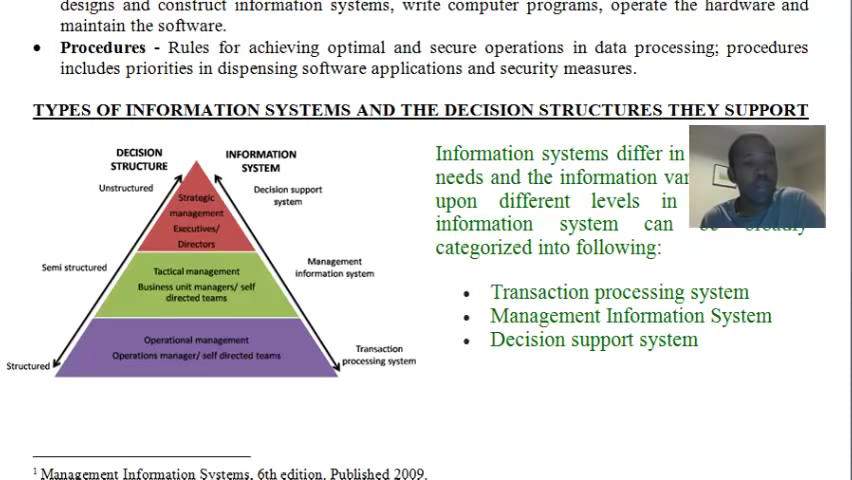 designs and construct information systems, write computer programs, operate the hardware and
maintain the software.
• Procedures - Rules for achieving optimal and secure operations in data processing; procedures
includes priorities in dispensing software applications and security measures.
TYPES OF INFORMATION SYSTEMS AND THE DECISION STRUCTURES THEY SUPPORT
DECISION
STRUCTURE
INFORMATION
SYSTEM
Unstructured
Decision support
system
Strategic
management
Executives/
Directors
Semi structured
Tactical management
Business unit managers/ self
directed teams
Management
information system
Operational management
Operations manager/ self directed teams
Structured
Transaction
processing system
Information systems differ in
needs and the information
upon different levels in
information system can
categorized into following:
• Transaction processing system
• Management Information System
• Decision support system
1 Management Information Systems, 6th edition, Published 2009.